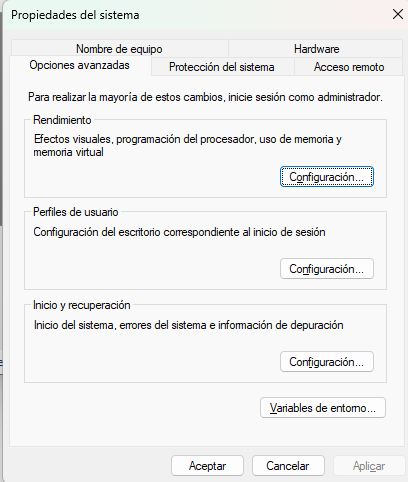 Propiedades del sistema
Nombre de equipo
Hardware
Opciones avanzadas
Protección del sistema
Acceso remoto
Para realizar la mayoría de estos cambios, inicie sesión como administrador.
Rendimiento
Efectos visuales, programación del procesador, uso de memoria y
memoria virtual
Configuración...
Perfiles de usuario
Configuración del escritorio correspondiente al inicio de sesión
Configuración...
Inicio y recuperación
Inicio del sistema, errores del sistema e información de depuración
Configuración...
Variables de entorno...
Aceptar
Cancelar
Aplicar